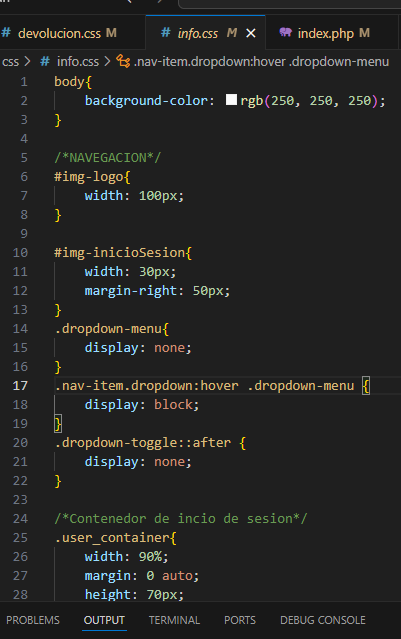 devolucion.css M
info.css M
index.php M
css > info.css > .nav-item.dropdown:hover .dropdown-menu
1 body{
2 background-color: rgb(250, 250, 250);
3 }
4
5 /*NAVEGACION*/
6 #img-logo{
7 width: 100px;
8 }
9
10 #img-inicioSesion{
11 width: 30px;
12 margin-right: 50px;
13 }
14 .dropdown-menu{
15 display: none;
16 }
17 .nav-item.dropdown:hover .dropdown-menu {
18 display: block;
19 }
20 .dropdown-toggle::after {
21 display: none;
22 }
23
24 /*Contenedor de incio de sesion*/
25 .user_container{
26 width: 90%;
27 margin: 0 auto;
28 height: 70px;
PROBLEMS OUTPUT TERMINAL PORTS DEBUG CONSOLE